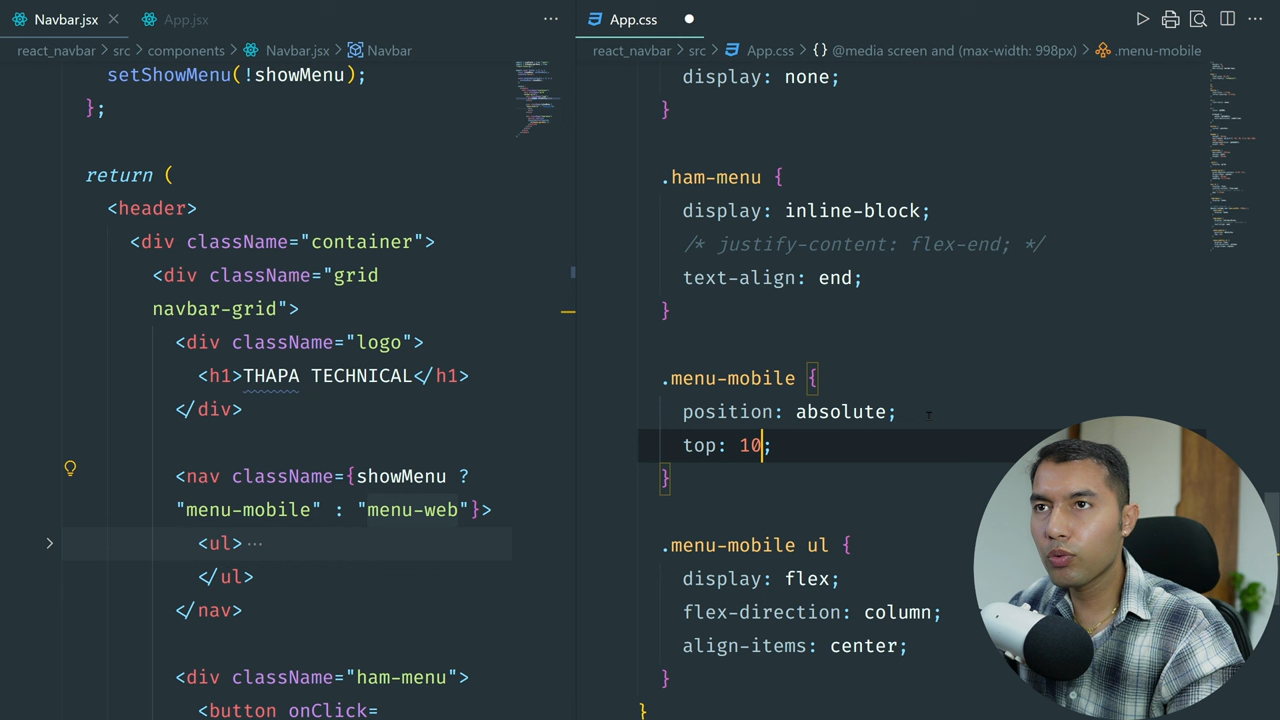 Navbar.jsx
App.jsx
react_navbar > src > components > Navbar.jsx > Navbar
setShowMenu(!showMenu);
};
return (
<header>
<div className="container">
<div className="grid
navbar-grid">
<div className="logo">
<h1>THAPA TECHNICAL</h1>
</div>
<nav className={showMenu ?
"menu-mobile" : "menu-web"}>
<ul>
</ul>
</nav>
<div className="ham-menu">
<button onClick=
App.css
react_navbar > src > App.css > {} @media screen and (max-width: 998px) > .menu-mobile
display: none;
}
.ham-menu {
display: inline-block;
/* justify-content: flex-end; */
text-align: end;
}
.menu-mobile {
position: absolute;
top: 10;
}
.menu-mobile ul {
display: flex;
flex-direction: column;
align-items: center;
}
}